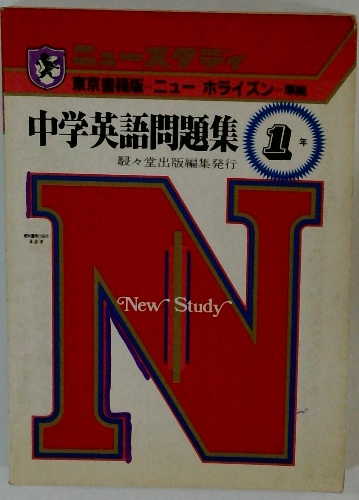 ニュースタディ
東京書籍版 ニュー ホライズン 準拠
中学英語問題集
1年
駸々堂出版編集発行
N
New Study